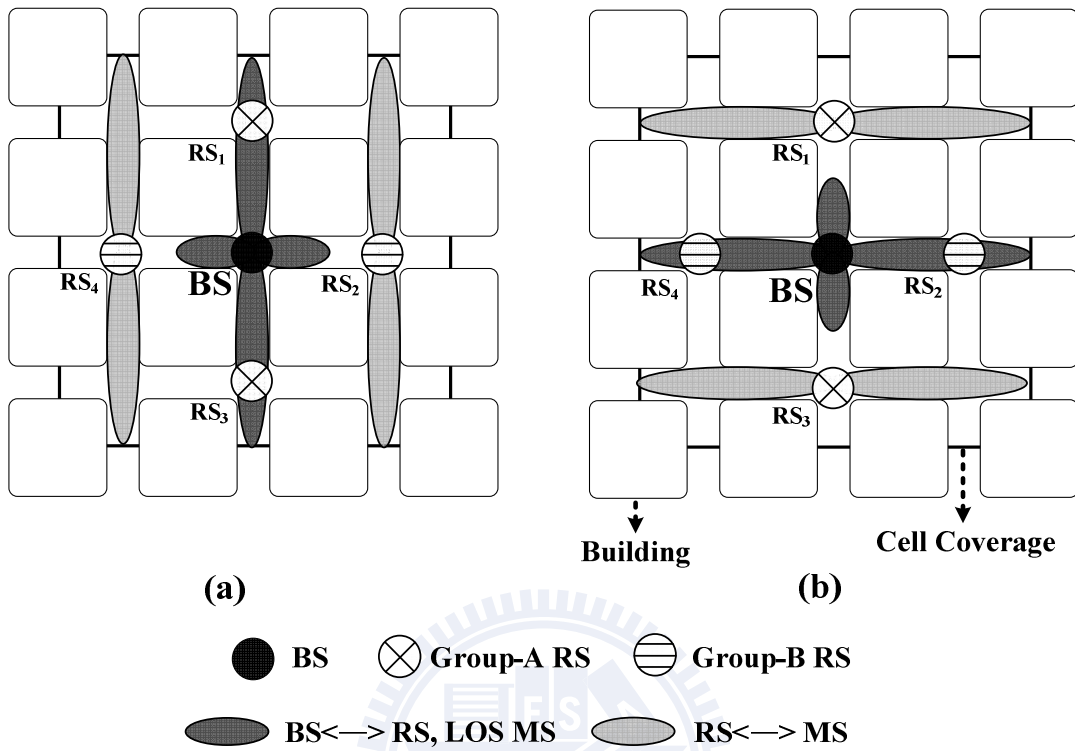 RS₁
RS₄
BS
RS₂
RS₃
RS₁
RS₄
BS
RS₂
RS₃
Building
Cell Coverage
(a)
(b)
BS
Group-A RS
Group-B RS
BS<—>RS, LOS MS
RS<—>MS
ES